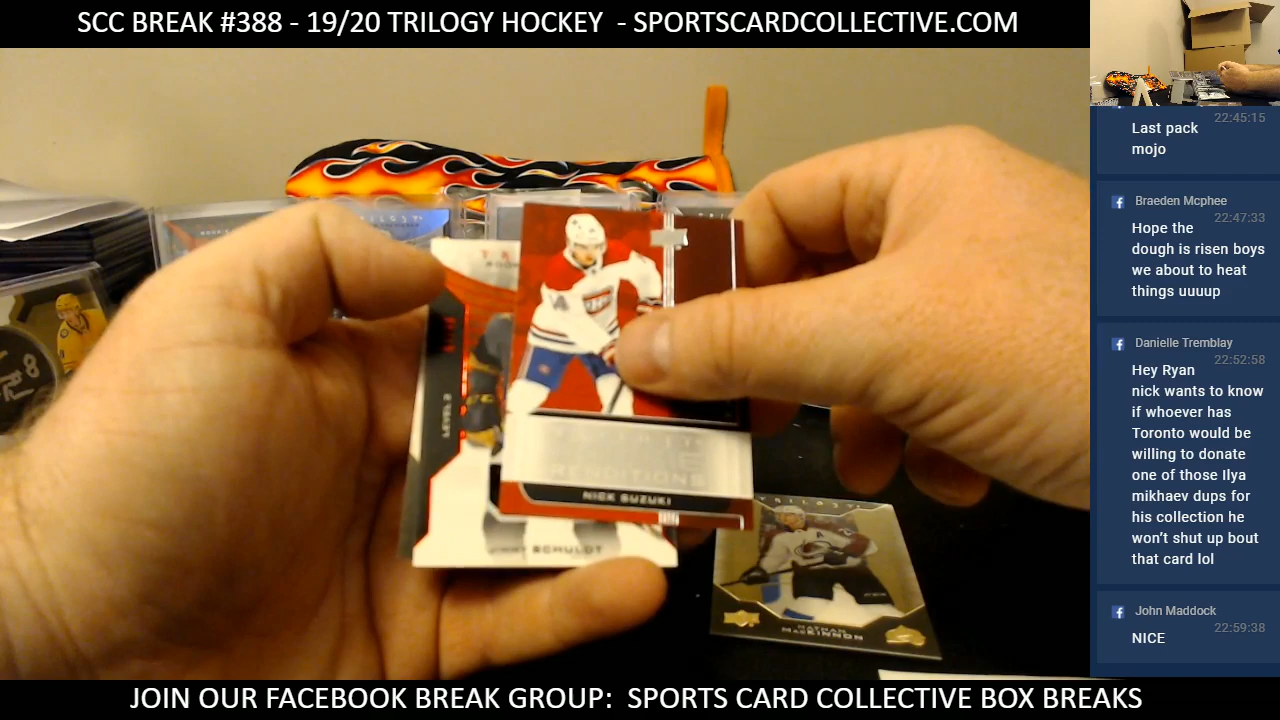 SCC BREAK #388 - 19/20 TRILOGY HOCKEY - SPORTSCARDCOLLECTIVE.COM
22:45:15
Last pack
mojo
Braeden Mcphee
22:47:33
Hope the
dough is risen boys
we about to heat
things uuuup
Danielle Tremblay
22:52:58
Hey Ryan
nick wants to know
if whoever has
Toronto would be
willing to donate
one of those Ilya
mikhaev dups for
his collection he
won't shut up bout
that card lol
John Maddock
22:59:38
NICE
TRILOGY
RENDITIONS
NICK SUZUKI
LEVEL 2
SCHULDT
TRILOGY
NATHAN
MACKINNON
JOIN OUR FACEBOOK BREAK GROUP: SPORTS CARD COLLECTIVE BOX BREAKS